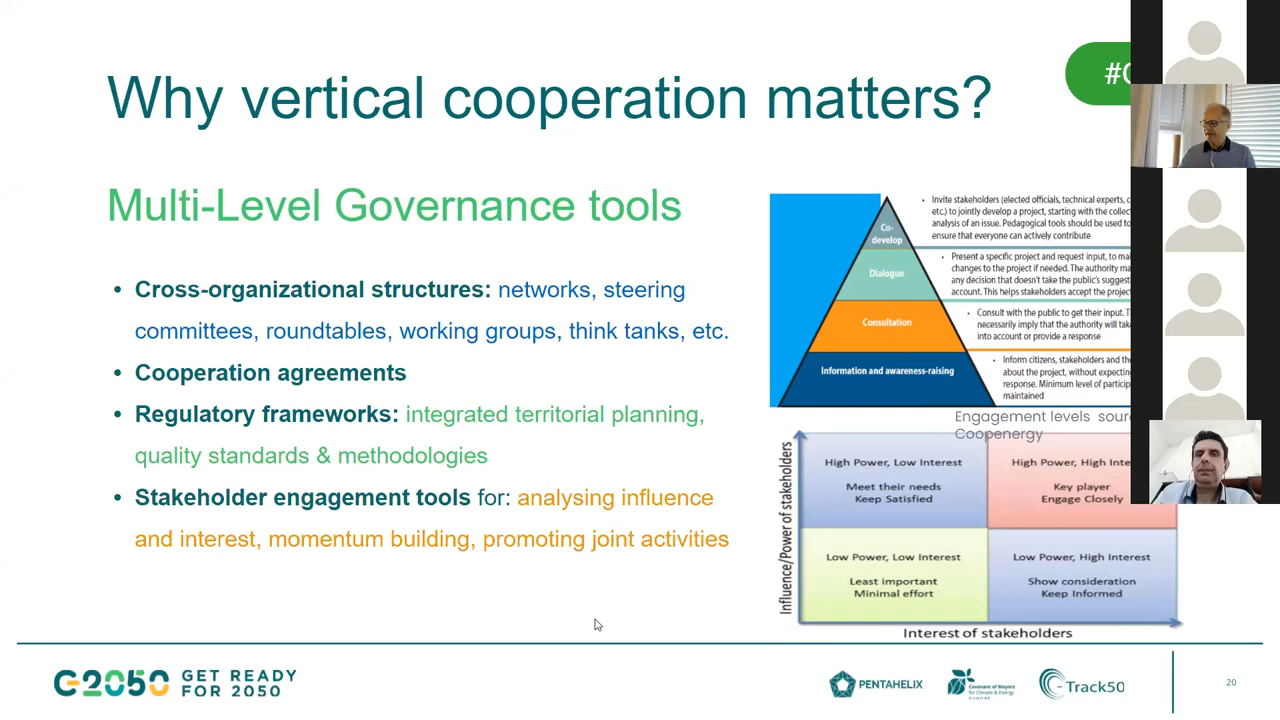 Why vertical cooperation matters?
Multi-Level Governance tools
• Cross-organizational structures: networks, steering
committees, roundtables, working groups, think tanks, etc.
• Cooperation agreements
• Regulatory frameworks: integrated territorial planning,
quality standards & methodologies
• Stakeholder engagement tools for: analysing influence
and interest, momentum building, promoting joint activities
Co-
develop
Dialogue
Consultation
Information and awareness-raising
• Invite stakeholders (elected officials, technical experts,
etc.) to jointly develop a project, starting with the
analysis of an issue. Pedagogical tools should be used
ensure that everyone can actively contribute
• Present a specific project and request input, to
changes to the project if needed. The authority
any decision that doesn't take the public's
account. This helps stakeholders accept the
• Consult with the public to get their input.
necessarily imply that the authority will
into account or provide a response
• Inform citizens, stakeholders and
about the project, without
response. Minimum level of
maintained
Engagement levels
Coopenergy
Influence/Power of stakeholders
High Power, Low Interest
Meet their needs
Keep Satisfied
High Power, High
Key player
Engage Closely
Low Power, Low Interest
Least important
Minimal effort
Low Power, High Interest
Show consideration
Keep Informed
Interest of stakeholders
C2050 GET READY
FOR 2050
PENTAHELIX
Covenant of Mayors
for Climate & Energy
Track50
20